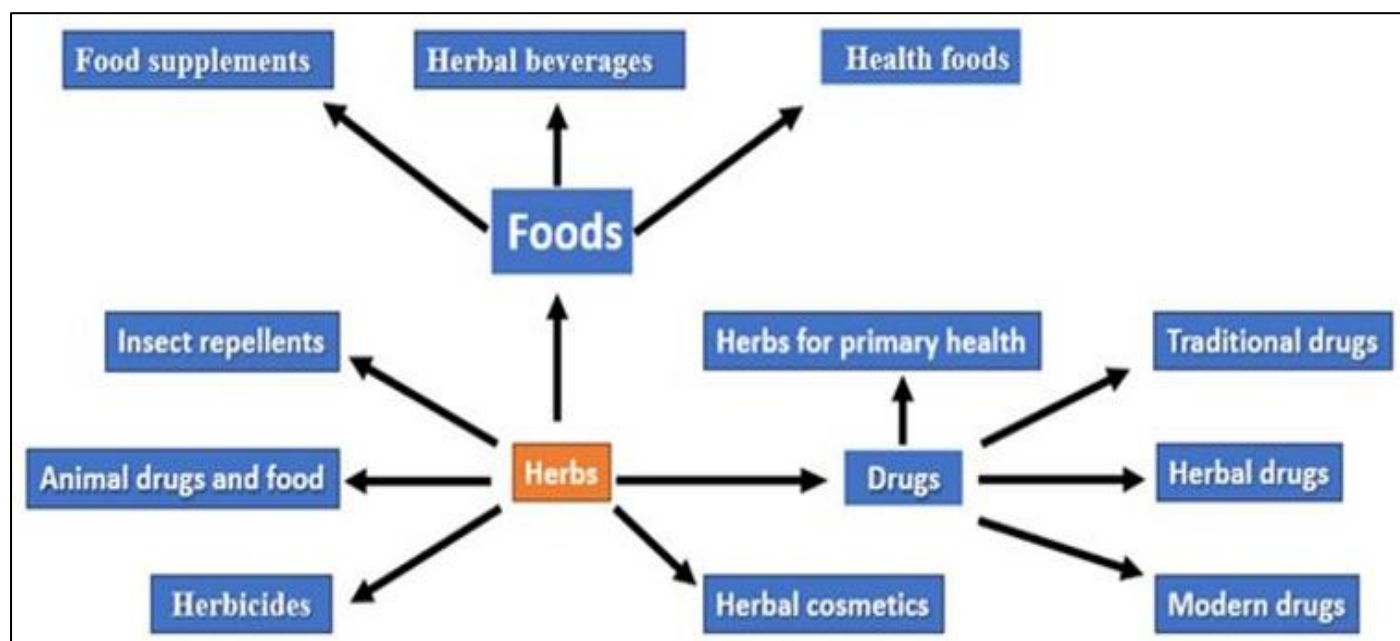 Food supplements
Herbal beverages
Health foods
Foods
Insect repellents
Herbs for primary health
Traditional drugs
Animal drugs and food
Herbs
Drugs
Herbal drugs
Herbicides
Herbal cosmetics
Modern drugs